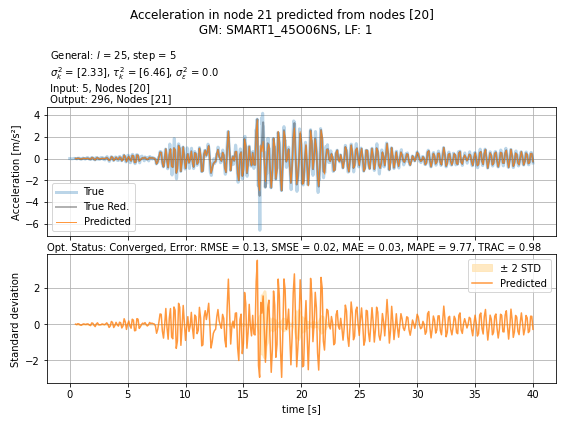 Acceleration in node 21 predicted from nodes [20]
GM: SMART1_45O06NS, LF: 1
General: l = 25, step = 5
σ²ₖ = [2.33], τ²ₖ = [6.46], σ²ε = 0.0
Input: 5, Nodes [20]
Output: 296, Nodes [21]
Acceleration [m/s²]
4
2
0
−2
−4
−6
True
True Red.
Predicted
Opt. Status: Converged, Error: RMSE = 0.13, SMSE = 0.02, MAE = 0.03, MAPE = 9.77, TRAC = 0.98
Standard deviation
2
0
−2
± 2 STD
Predicted
0 5 10 15 20 25 30 35 40
time [s]